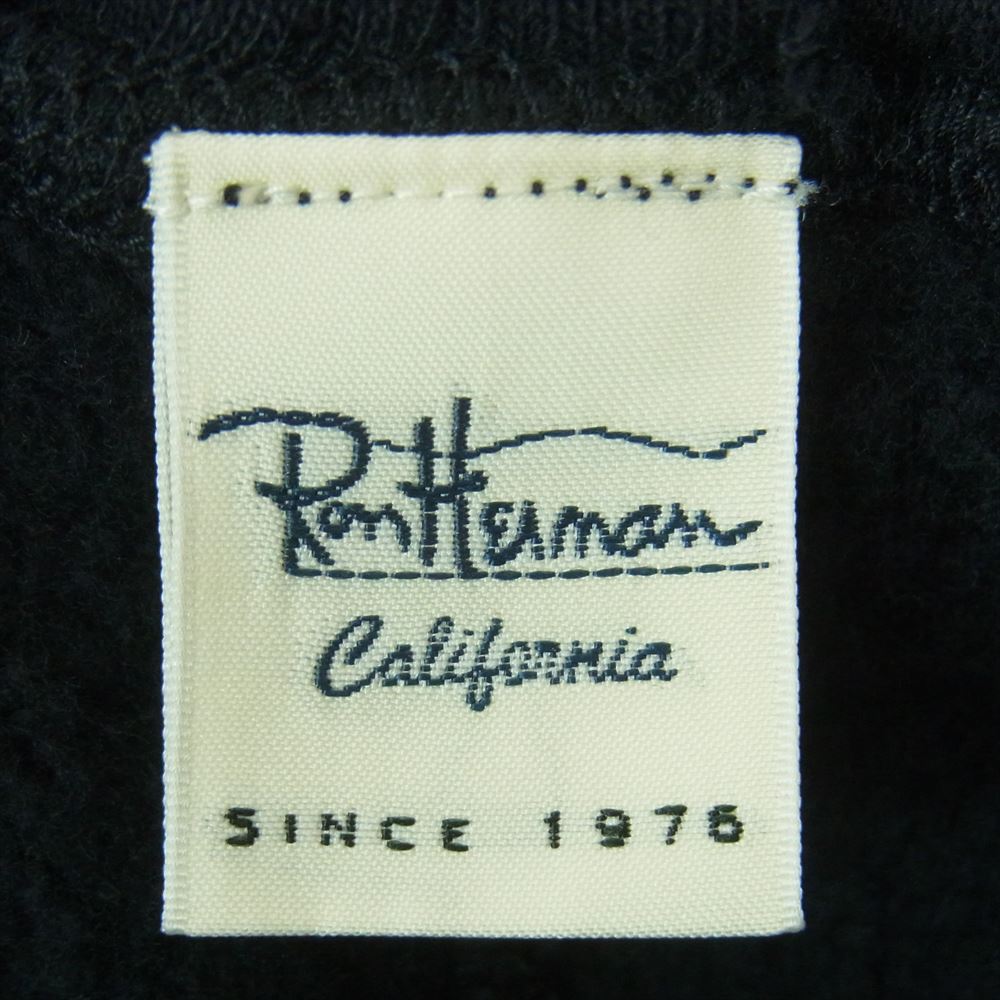 Ron Herman
California
SINCE 1976